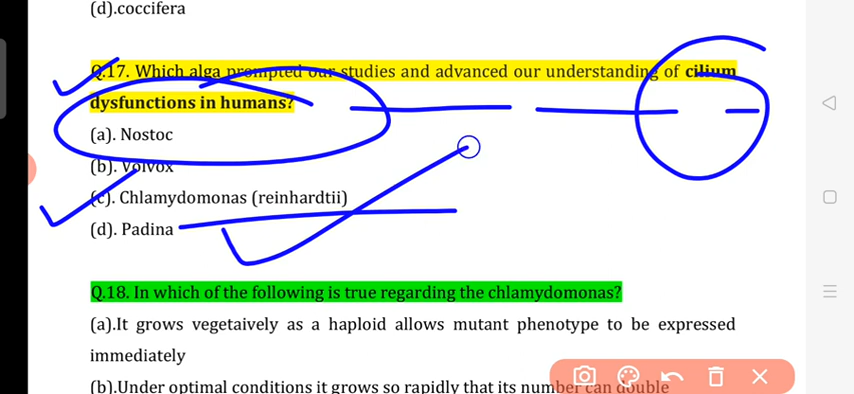 (d).coccifera
Q.17. Which alga prompted our studies and advanced our understanding of cilium
dysfunctions in humans?
(a). Nostoc
(b). Volvox
(c). Chlamydomonas (reinhardtii)
(d). Padina
Q.18. In which of the following is true regarding the chlamydomonas?
(a).It grows vegetaively as a haploid allows mutant phenotype to be expressed
immediately
(b).Under optimal conditions it grows so rapidly that its number can double